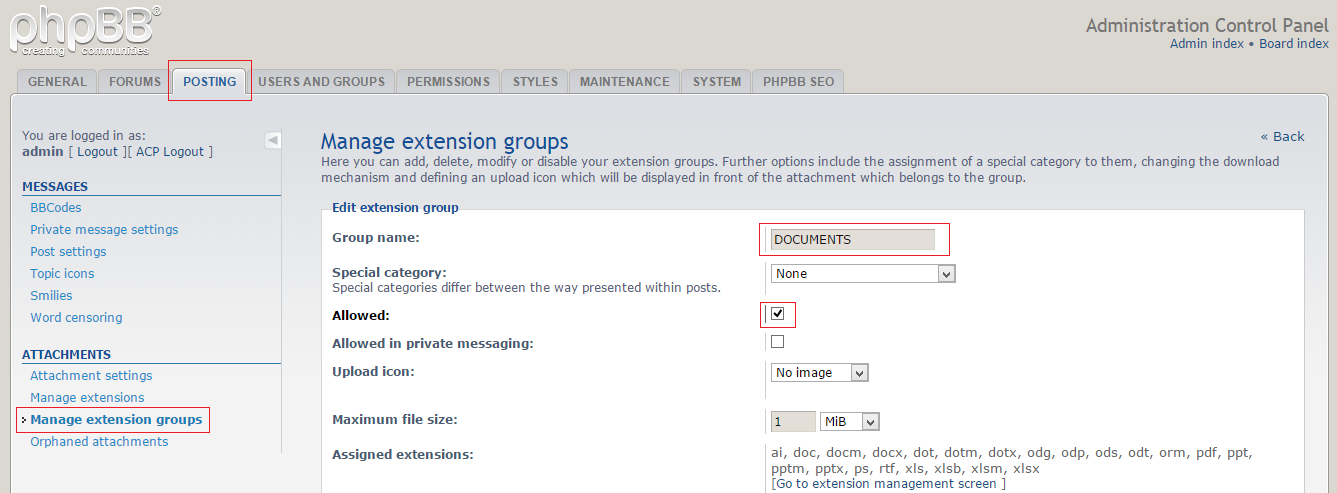 phpBB®
creating communities
Administration Control Panel
Admin index • Board index
GENERAL FORUMS POSTING USERS AND GROUPS PERMISSIONS STYLES MAINTENANCE SYSTEM PHPBB SEO
You are logged in as:
admin [ Logout ][ ACP Logout ]
MESSAGES
BBCodes
Private message settings
Post settings
Topic icons
Smilies
Word censoring
ATTACHMENTS
Attachment settings
Manage extensions
Manage extension groups
Orphaned attachments
« Back
Manage extension groups
Here you can add, delete, modify or disable your extension groups. Further options include the assignment of a special category to them, changing the download
mechanism and defining an upload icon which will be displayed in front of the attachment which belongs to the group.
Edit extension group
Group name: DOCUMENTS
Special category: None
Special categories differ between the way presented within posts.
Allowed:
Allowed in private messaging:
Upload icon: No image
Maximum file size: 1 MiB
Assigned extensions: ai, doc, docm, docx, dot, dotm, dotx, odg, odp, ods, odt, orm, pdf, ppt,
pptm, pptx, ps, rtf, xls, xlsb, xlsm, xlsx
[Go to extension management screen ]